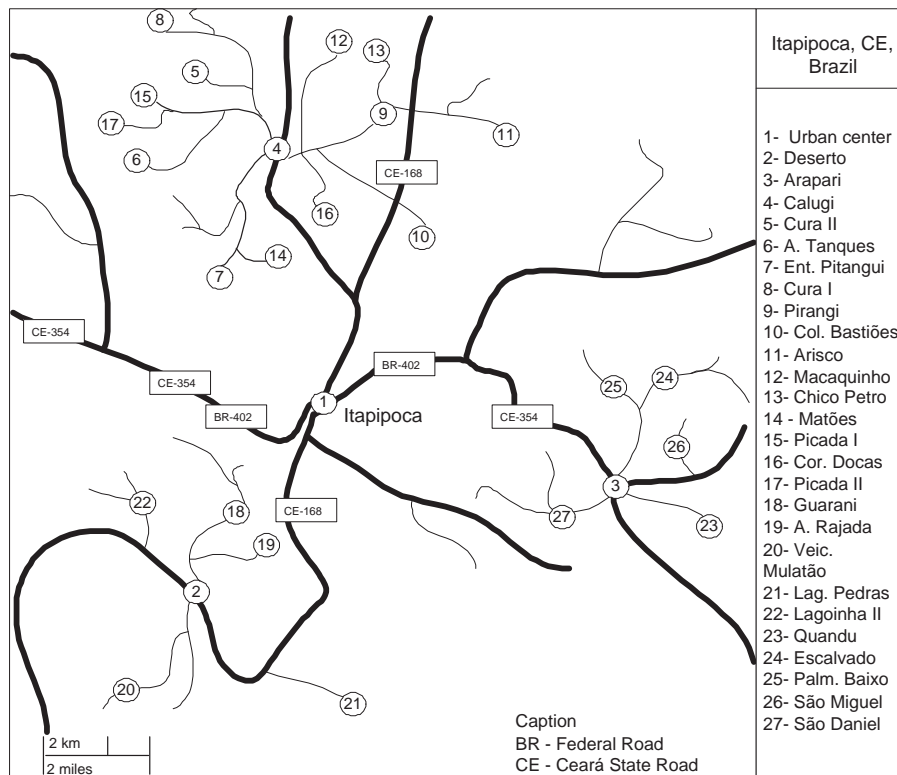 8
12
13
5
15
9
17
11
4
6
CE-168
16
10
14
7
CE-354
BR-402
CE-354
25
24
1
BR-402
Itapipoca
CE-354
26
3
22
18
CE-168
27
23
19
2
20
21
2 km
2 miles
Caption
BR - Federal Road
CE - Ceará State Road
Itapipoca, CE,
Brazil
1- Urban center
2- Deserto
3- Arapari
4- Calugi
5- Cura II
6- A. Tanques
7- Ent. Pitangui
8- Cura I
9- Pirangi
10- Col. Bastiões
11- Arisco
12- Macaquinho
13- Chico Petro
14 - Matões
15- Picada I
16- Cor. Docas
17- Picada II
18- Guarani
19- A. Rajada
20- Veic.
Mulatão
21- Lag. Pedras
22- Lagoinha II
23- Quandu
24- Escalvado
25- Palm. Baixo
26- São Miguel
27- São Daniel